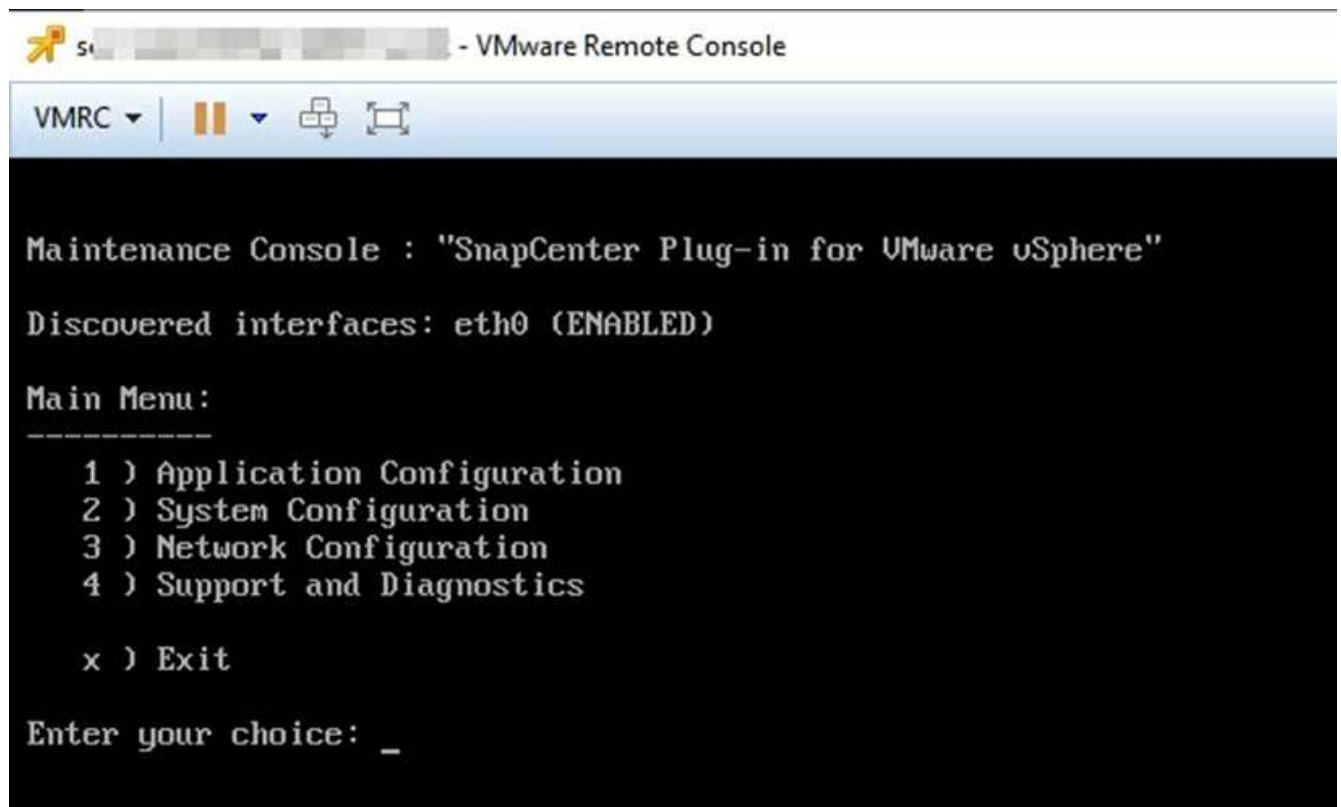 - VMware Remote Console
VMRC
Maintenance Console : "SnapCenter Plug-in for VMware vSphere"
Discovered interfaces: eth0 (ENABLED)
Main Menu:
----------
1 ) Application Configuration
2 ) System Configuration
3 ) Network Configuration
4 ) Support and Diagnostics
x ) Exit
Enter your choice: _